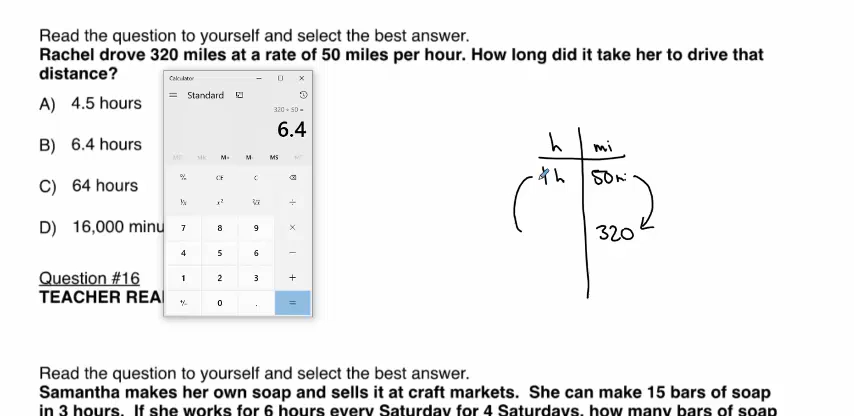 Read the question to yourself and select the best answer.
Rachel drove 320 miles at a rate of 50 miles per hour. How long did it take her to drive that
distance?
A) 4.5 hours
B) 6.4 hours
C) 64 hours
D) 16,000 minu
Calculator
Standard
320 ÷ 50 =
6.4
MC MR M+ M- MS M˅
% CE C
¹/x x² ²√x ÷
7 8 9 ×
4 5 6 −
1 2 3 +
+/- 0 . =
h mi
1h 50mi
320
Question #16
TEACHER REA
Read the question to yourself and select the best answer.
Samantha makes her own soap and sells it at craft markets. She can make 15 bars of soap
in 3 hours. If she works for 6 hours every Saturday for 4 Saturdays, how many bars of soap